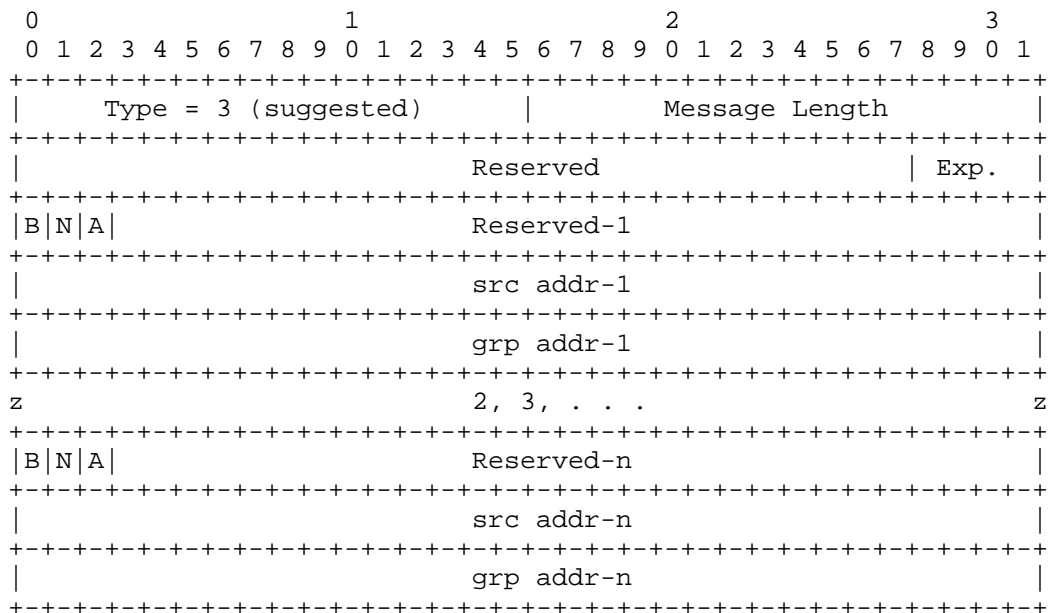 0                   1                   2                   3
 0 1 2 3 4 5 6 7 8 9 0 1 2 3 4 5 6 7 8 9 0 1 2 3 4 5 6 7 8 9 0 1
+-+-+-+-+-+-+-+-+-+-+-+-+-+-+-+-+-+-+-+-+-+-+-+-+-+-+-+-+-+-+-+-+
|     Type = 3 (suggested)      |        Message Length         |
+-+-+-+-+-+-+-+-+-+-+-+-+-+-+-+-+-+-+-+-+-+-+-+-+-+-+-+-+-+-+-+-+
|                            Reserved                   | Exp.  |
+-+-+-+-+-+-+-+-+-+-+-+-+-+-+-+-+-+-+-+-+-+-+-+-+-+-+-+-+-+-+-+-+
|B|N|A|                      Reserved-1                         |
+-+-+-+-+-+-+-+-+-+-+-+-+-+-+-+-+-+-+-+-+-+-+-+-+-+-+-+-+-+-+-+-+
|                            src addr-1                         |
+-+-+-+-+-+-+-+-+-+-+-+-+-+-+-+-+-+-+-+-+-+-+-+-+-+-+-+-+-+-+-+-+
|                            grp addr-1                         |
+-+-+-+-+-+-+-+-+-+-+-+-+-+-+-+-+-+-+-+-+-+-+-+-+-+-+-+-+-+-+-+-+
z                            2, 3, . . .                        z
+-+-+-+-+-+-+-+-+-+-+-+-+-+-+-+-+-+-+-+-+-+-+-+-+-+-+-+-+-+-+-+-+
|B|N|A|                      Reserved-n                         |
+-+-+-+-+-+-+-+-+-+-+-+-+-+-+-+-+-+-+-+-+-+-+-+-+-+-+-+-+-+-+-+-+
|                            src addr-n                         |
+-+-+-+-+-+-+-+-+-+-+-+-+-+-+-+-+-+-+-+-+-+-+-+-+-+-+-+-+-+-+-+-+
|                            grp addr-n                         |
+-+-+-+-+-+-+-+-+-+-+-+-+-+-+-+-+-+-+-+-+-+-+-+-+-+-+-+-+-+-+-+-+